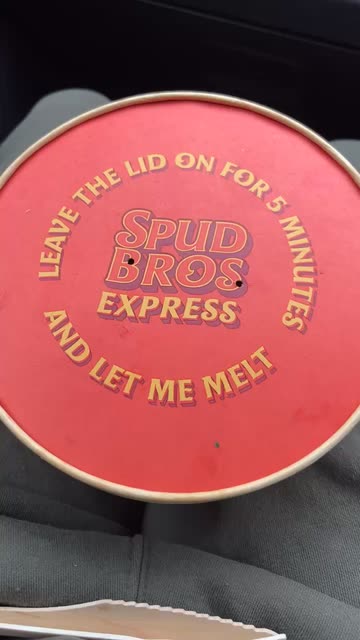 LEAVE THE LID ON FOR 5 MINUTES
SPUD
BROS
EXPRESS
AND LET ME MELT